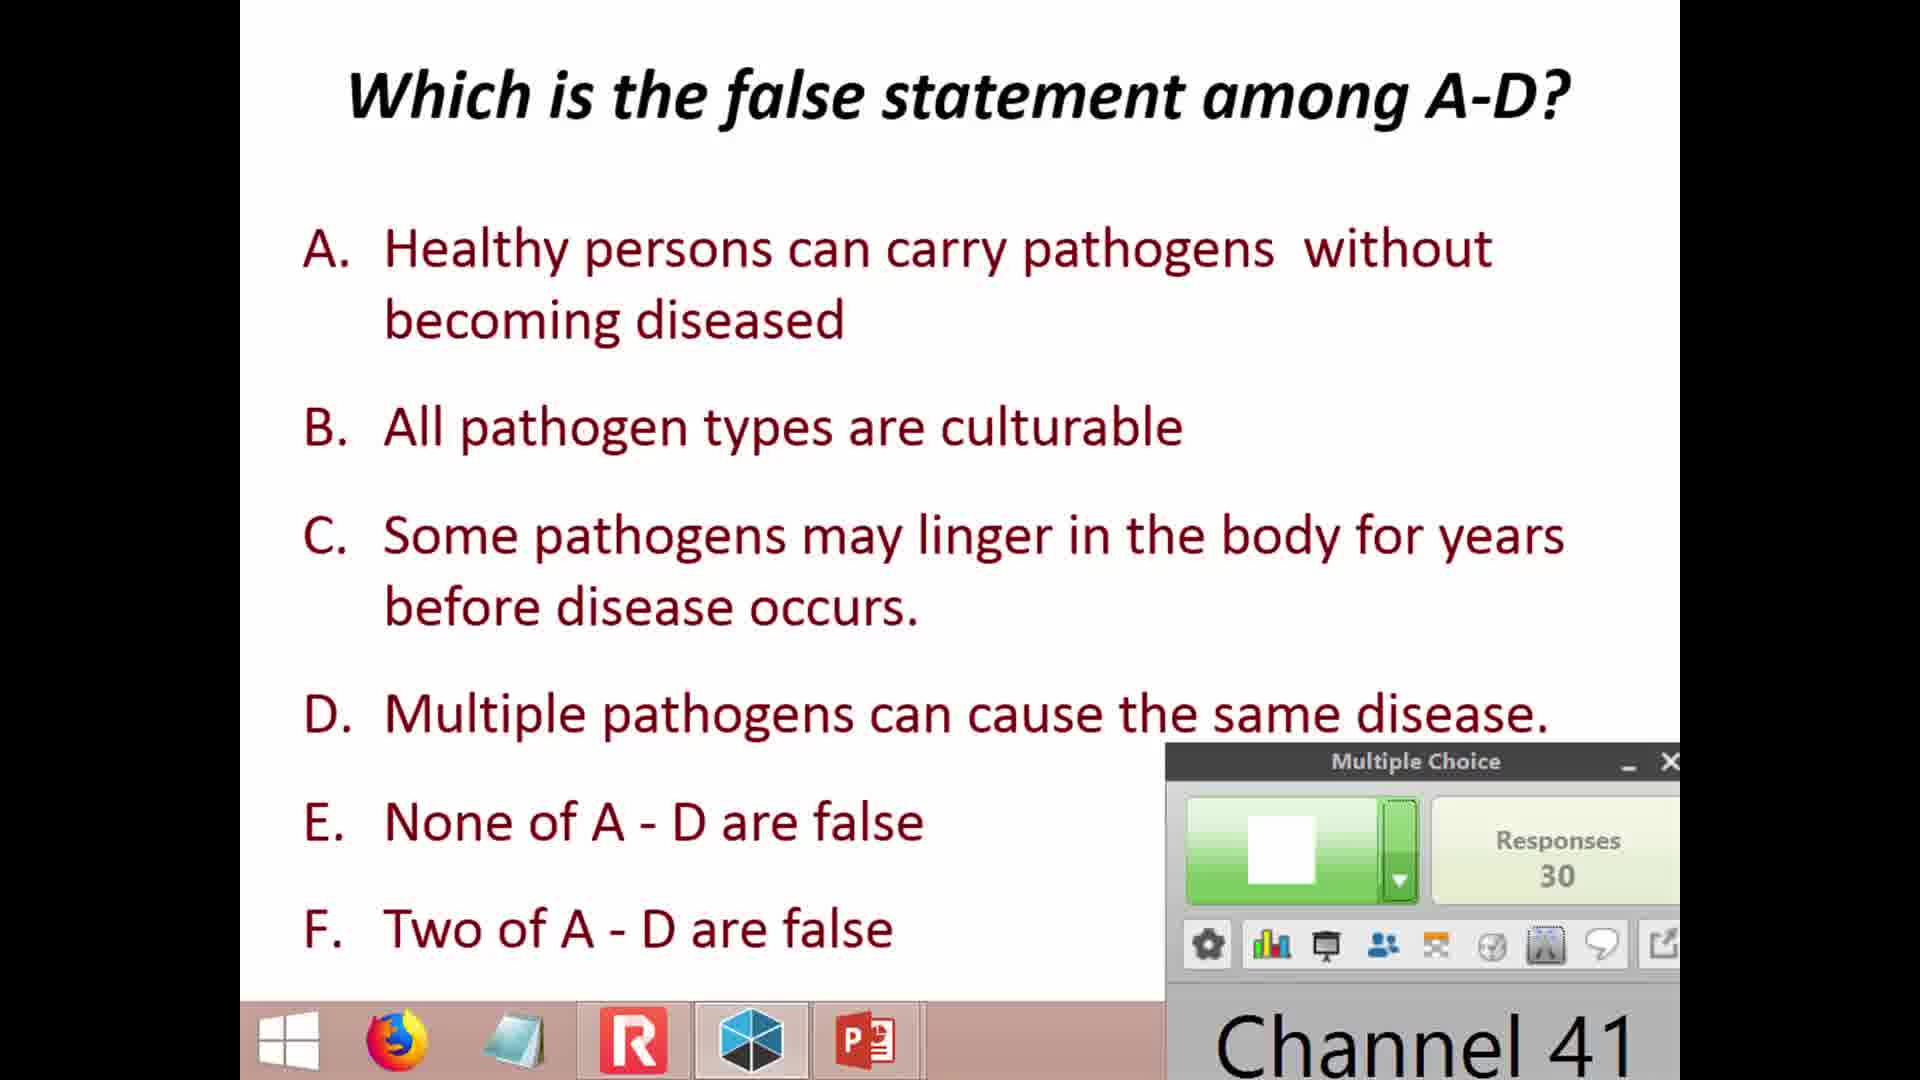 Which is the false statement among A-D?
A. Healthy persons can carry pathogens without
becoming diseased
B. All pathogen types are culturable
C. Some pathogens may linger in the body for years
before disease occurs.
D. Multiple pathogens can cause the same disease.
E. None of A - D are false
F. Two of A - D are false
Multiple Choice
Responses
30
Channel 41